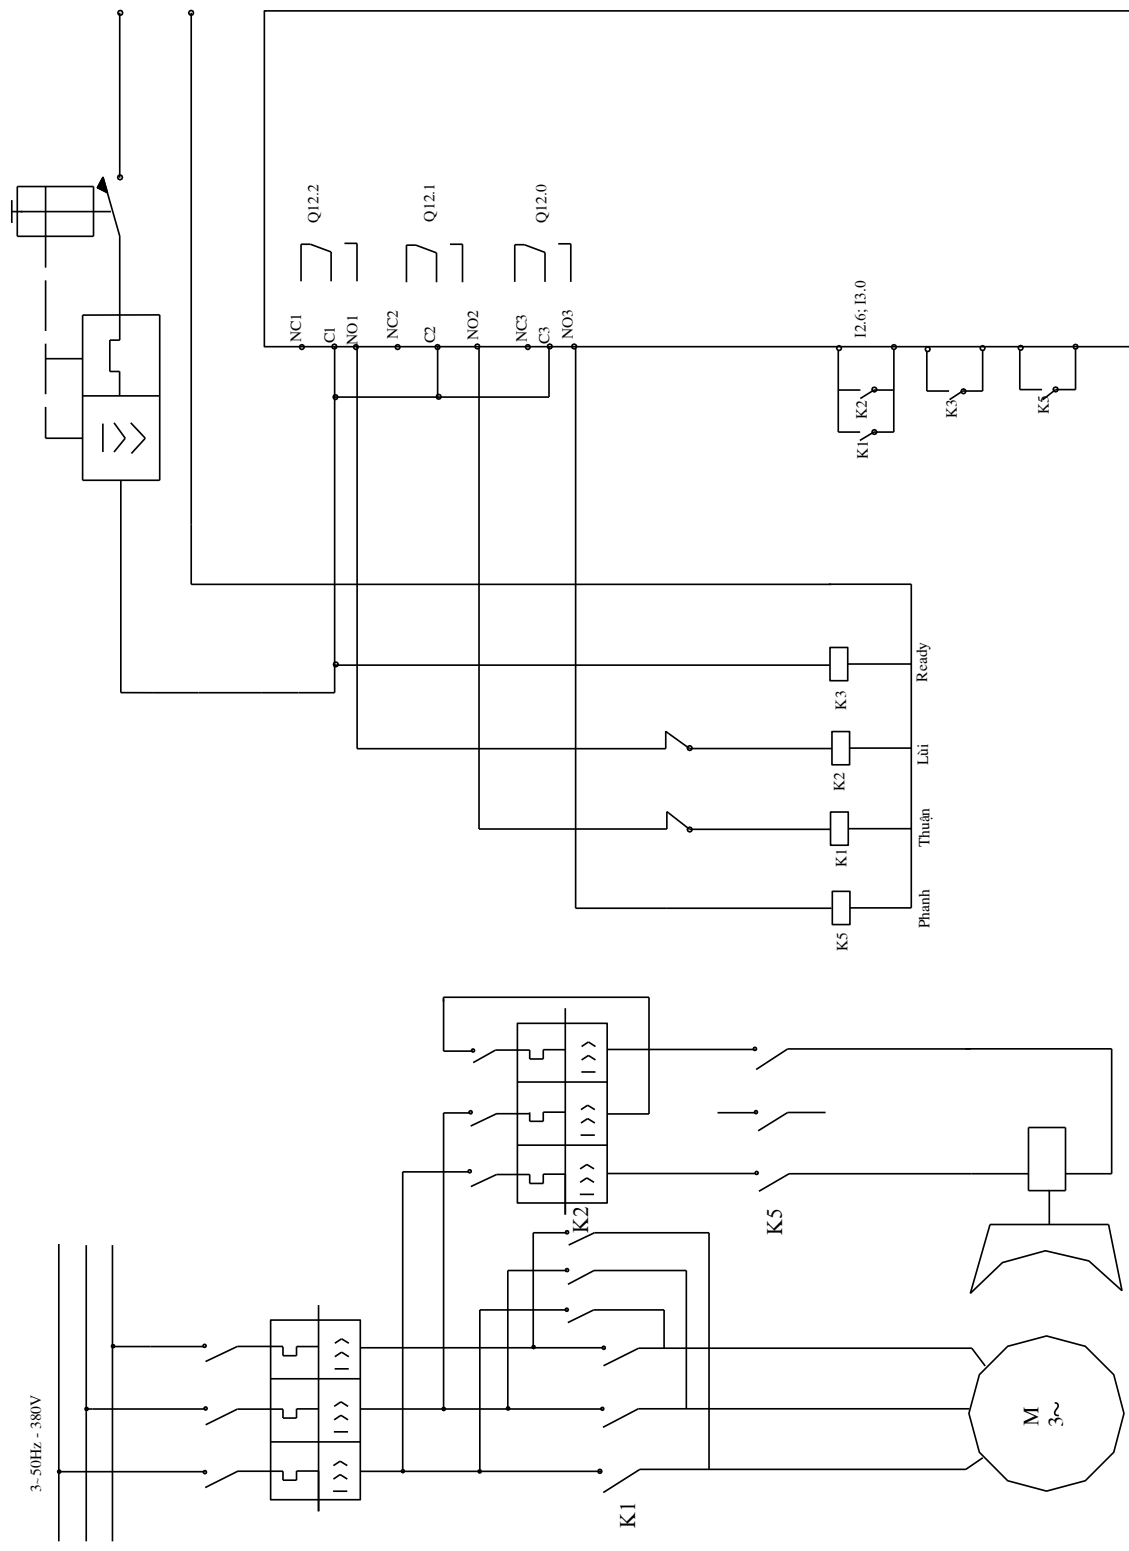 Q12.2
Q12.1
Q12.0
NC1
C1
NO1
NC2
C2
NO2
NC3
C3
NO3
I2.6; I3.0
K2
K1
K3
K5
K3
Ready
K2
Lùi
K1
Thuận
K5
Phanh
3~50Hz - 380V
K2
K5
K1
M
3~